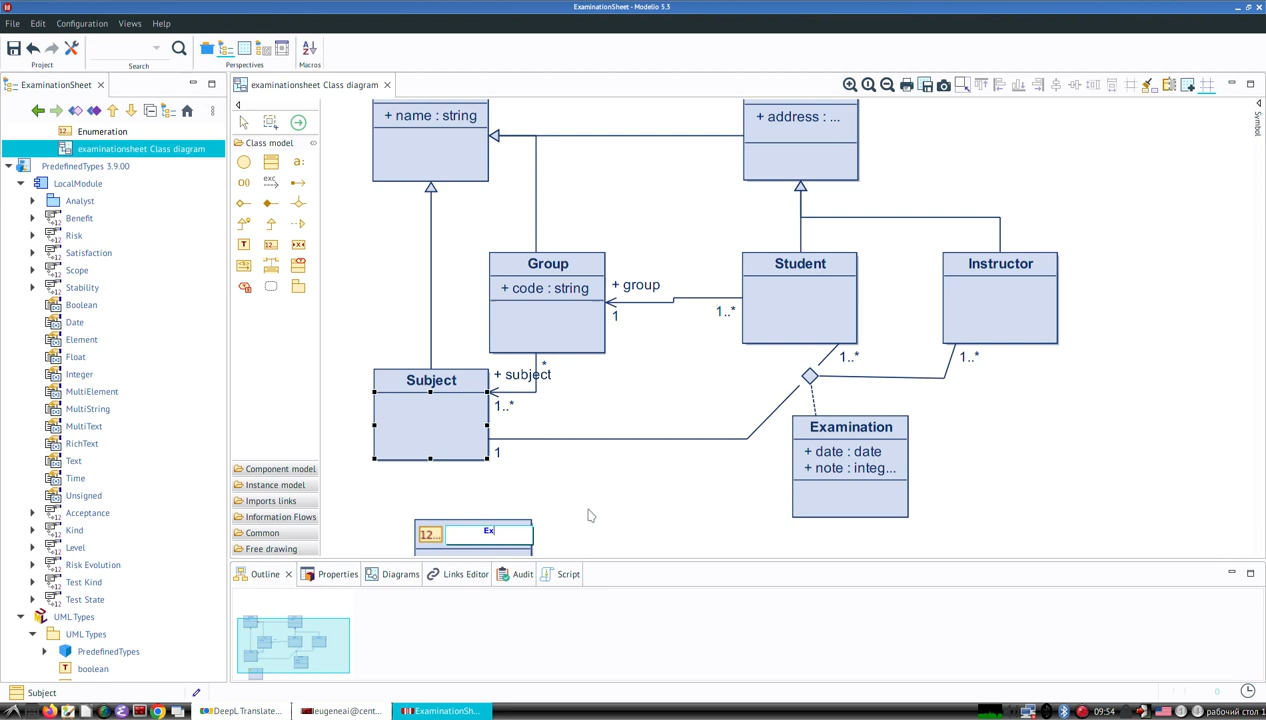 ExaminationSheet - Modelio 5.3
File Edit Configuration Views Help
Project Search Perspectives Macros
ExaminationSheet
examinationsheet Class diagram
Enumeration
examinationsheet Class diagram
PredefinedTypes 3.9.00
LocalModule
Analyst
Benefit
Risk
Satisfaction
Scope
Stability
Boolean
Date
Element
Float
Integer
MultiElement
MultiString
MultiText
RichText
Text
Time
Unsigned
Acceptance
Kind
Level
Risk Evolution
Test Kind
Test State
UML Types
UML Types
PredefinedTypes
boolean
Class model
Component model
Instance model
Imports links
Information Flows
Common
Free drawing
+ name : string
+ address : ...
Group
+ code : string
+ group
1
1..*
Student
Instructor
1..*
1..*
Subject
+ subject
*
1..*
1
Examination
+ date : date
+ note : integ...
12...
Ex
Symbol
Outline Properties Diagrams Links Editor Audit Script
Subject
0
DeepL Translate...
eugeneai@cent...
ExaminationSh...
09:54
рабочий стол 1